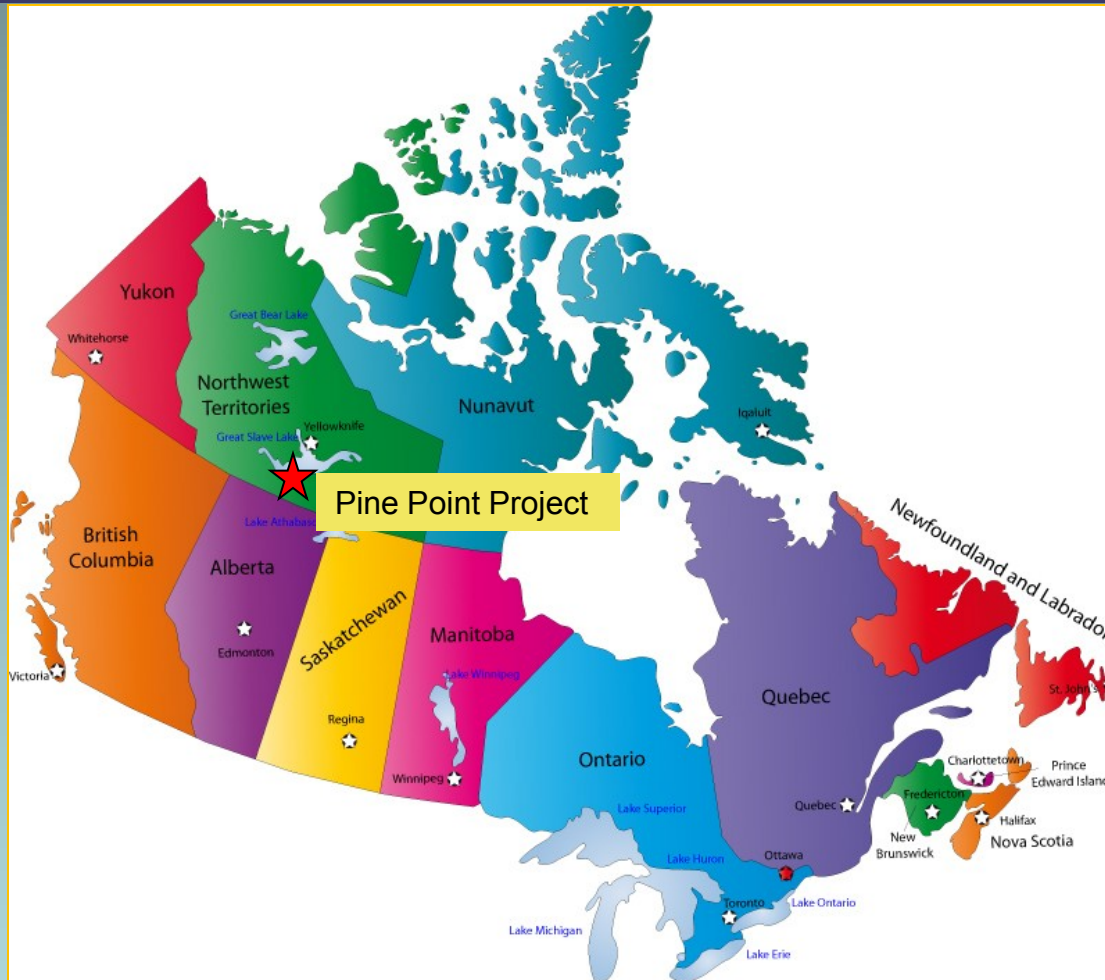 Yukon
Whitehorse
Great Bear Lake
Northwest
Territories
Yellowknife
Great Slave Lake
Nunavut
Iqaluit
Pine Point Project
British
Columbia
Victoria
Alberta
Edmonton
Saskatchewan
Regina
Manitoba
Lake Winnipeg
Winnipeg
Ontario
Lake Superior
Lake Huron
Ottawa
Toronto
Lake Ontario
Lake Michigan
Lake Erie
Quebec
Quebec
Newfoundland and Labrador
St. John's
Charlottetown
Prince
Edward Island
Fredericton
New
Brunswick
Halifax
Nova Scotia